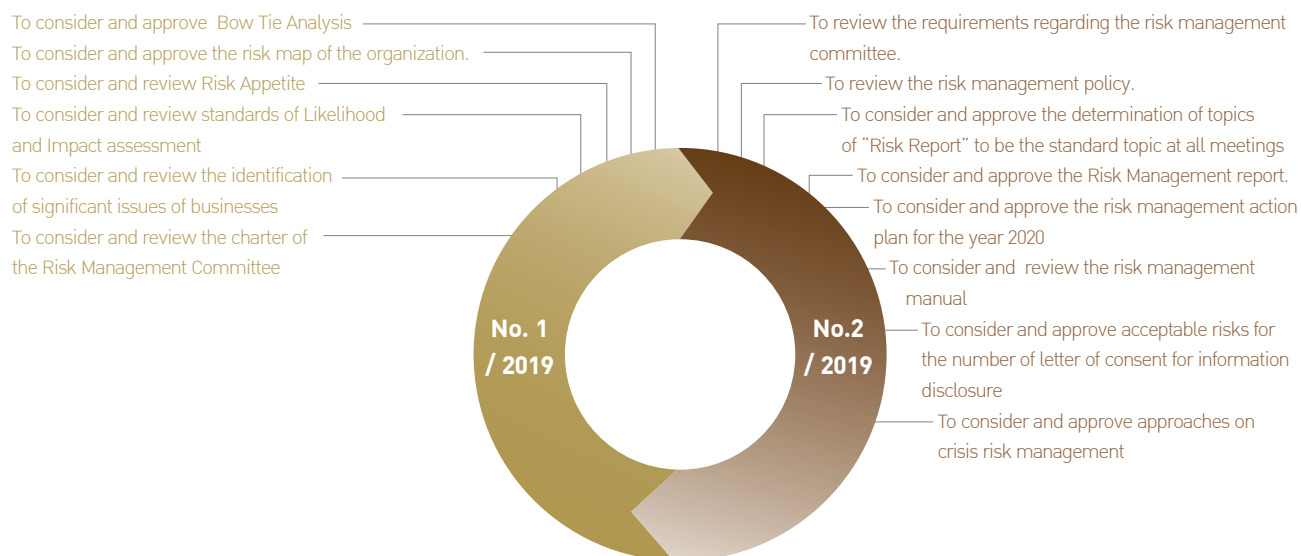 To consider and approve  Bow Tie Analysis
To consider and approve the risk map of the organization.
To consider and review Risk Appetite
To consider and review standards of Likelihood
and Impact assessment
To consider and review the identification
of significant issues of businesses
To consider and review the charter of
the Risk Management Committee
No. 1
/ 2019
To review the requirements regarding the risk management
committee.
To review the risk management policy.
To consider and approve the determination of topics
of “Risk Report” to be the standard topic at all meetings
To consider and approve the Risk Management report.
To consider and approve the risk management action
plan for the year 2020
To consider and  review the risk management
manual
To consider and approve acceptable risks for
the number of letter of consent for information
disclosure
To consider and approve approaches on
crisis risk management
No.2
/ 2019